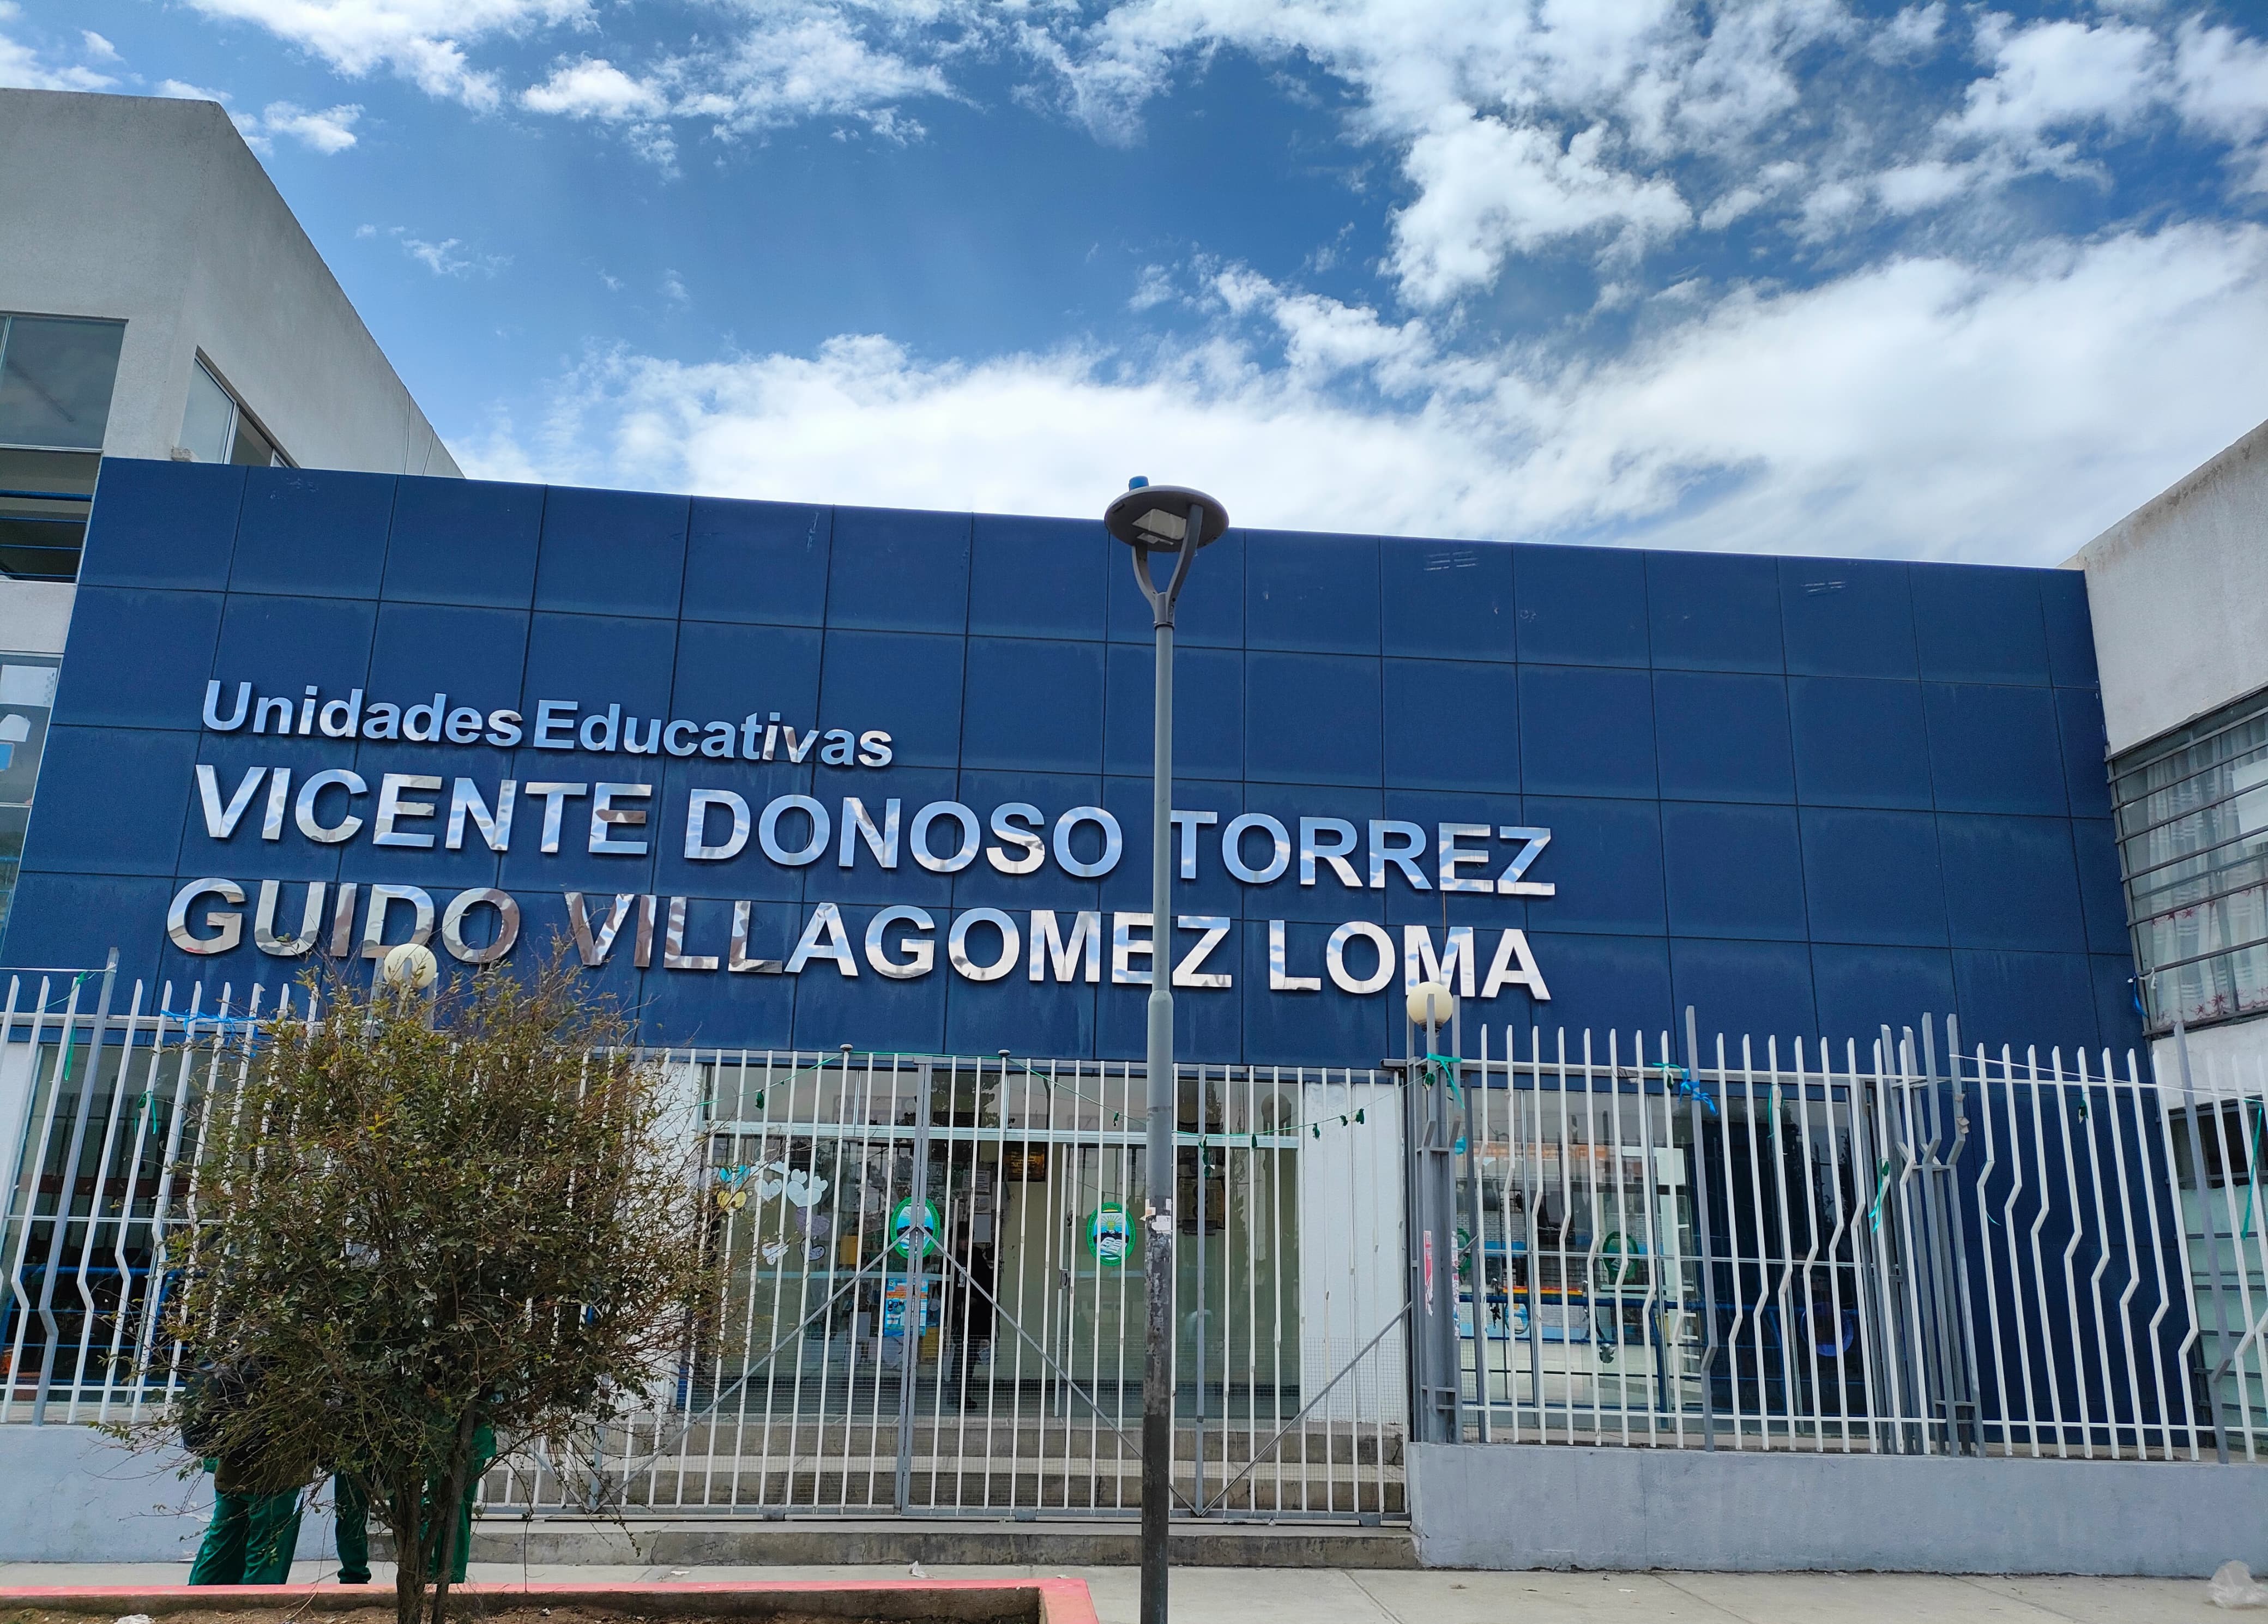 Unidades Educativas
VICENTE DONOSO TORREZ
GUIDO VILLAGOMEZ LOMA